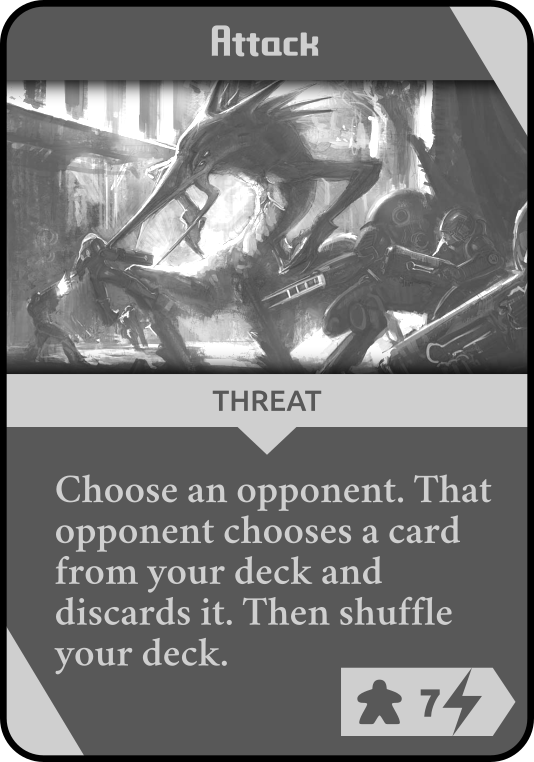 Attack
THREAT
Choose an opponent. That
opponent chooses a card
from your deck and
discards it. Then shuffle
your deck.
7